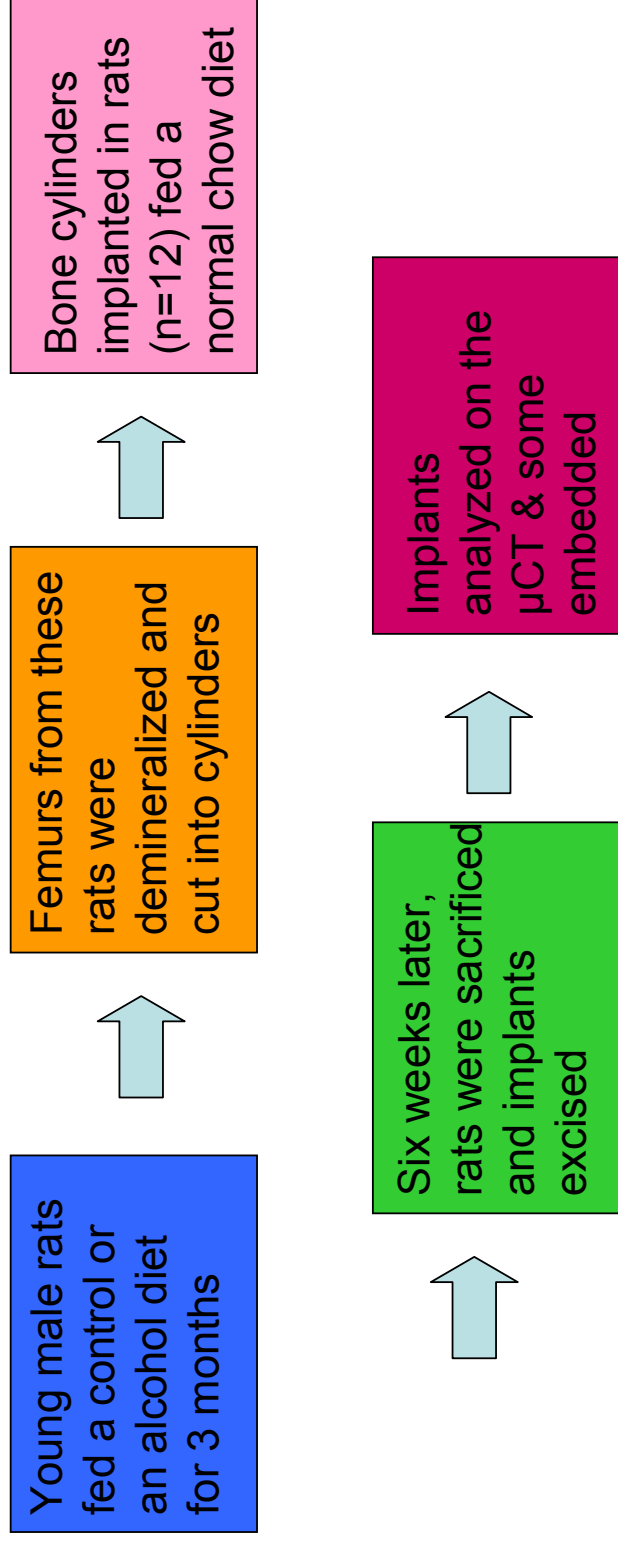 Young male rats
fed a control or
an alcohol diet
for 3 months
Femurs from these
rats were
demineralized and
cut into cylinders
Bone cylinders
implanted in rats
(n=12) fed a
normal chow diet
Six weeks later,
rats were sacrificed
and implants
excised
Implants
analyzed on the
µCT & some
embedded